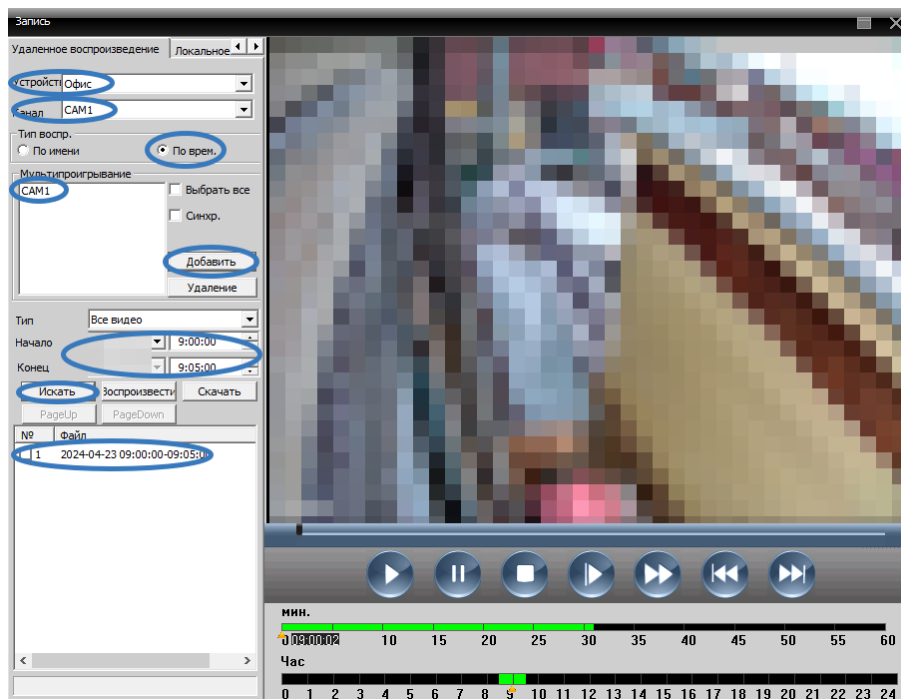 Запись
Удаленное воспроизведение Локальное
Устройст Офис
Канал CAM1
Тип воспр.
По имени По врем.
Мультипроигрывание
CAM1
Выбрать все
Синхр.
Добавить
Удаление
Тип Все видео
Начало 9:00:00
Конец 9:05:00
Искать Воспроизвести Скачать
PageUp PageDown
№ Файл
1 2024-04-23 09:00:00-09:05:0
мин.
0 09:00:02 10 15 20 25 30 35 40 45 50 55 60
Час
0 1 2 3 4 5 6 7 8 9 10 11 12 13 14 15 16 17 18 19 20 21 22 23 24